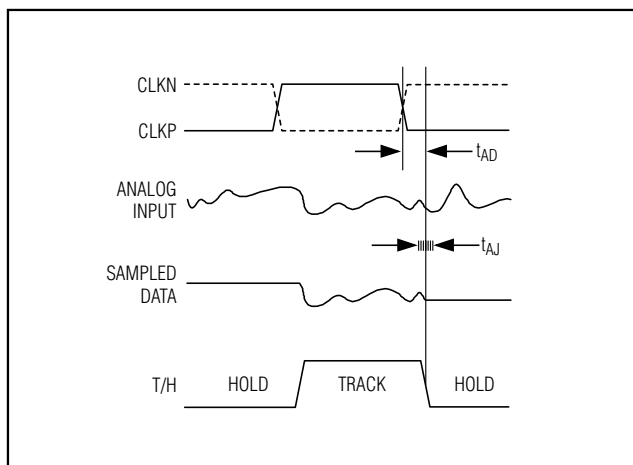 CLKN
CLKP
tAD
ANALOG
INPUT
tAJ
SAMPLED
DATA
T/H
HOLD
TRACK
HOLD